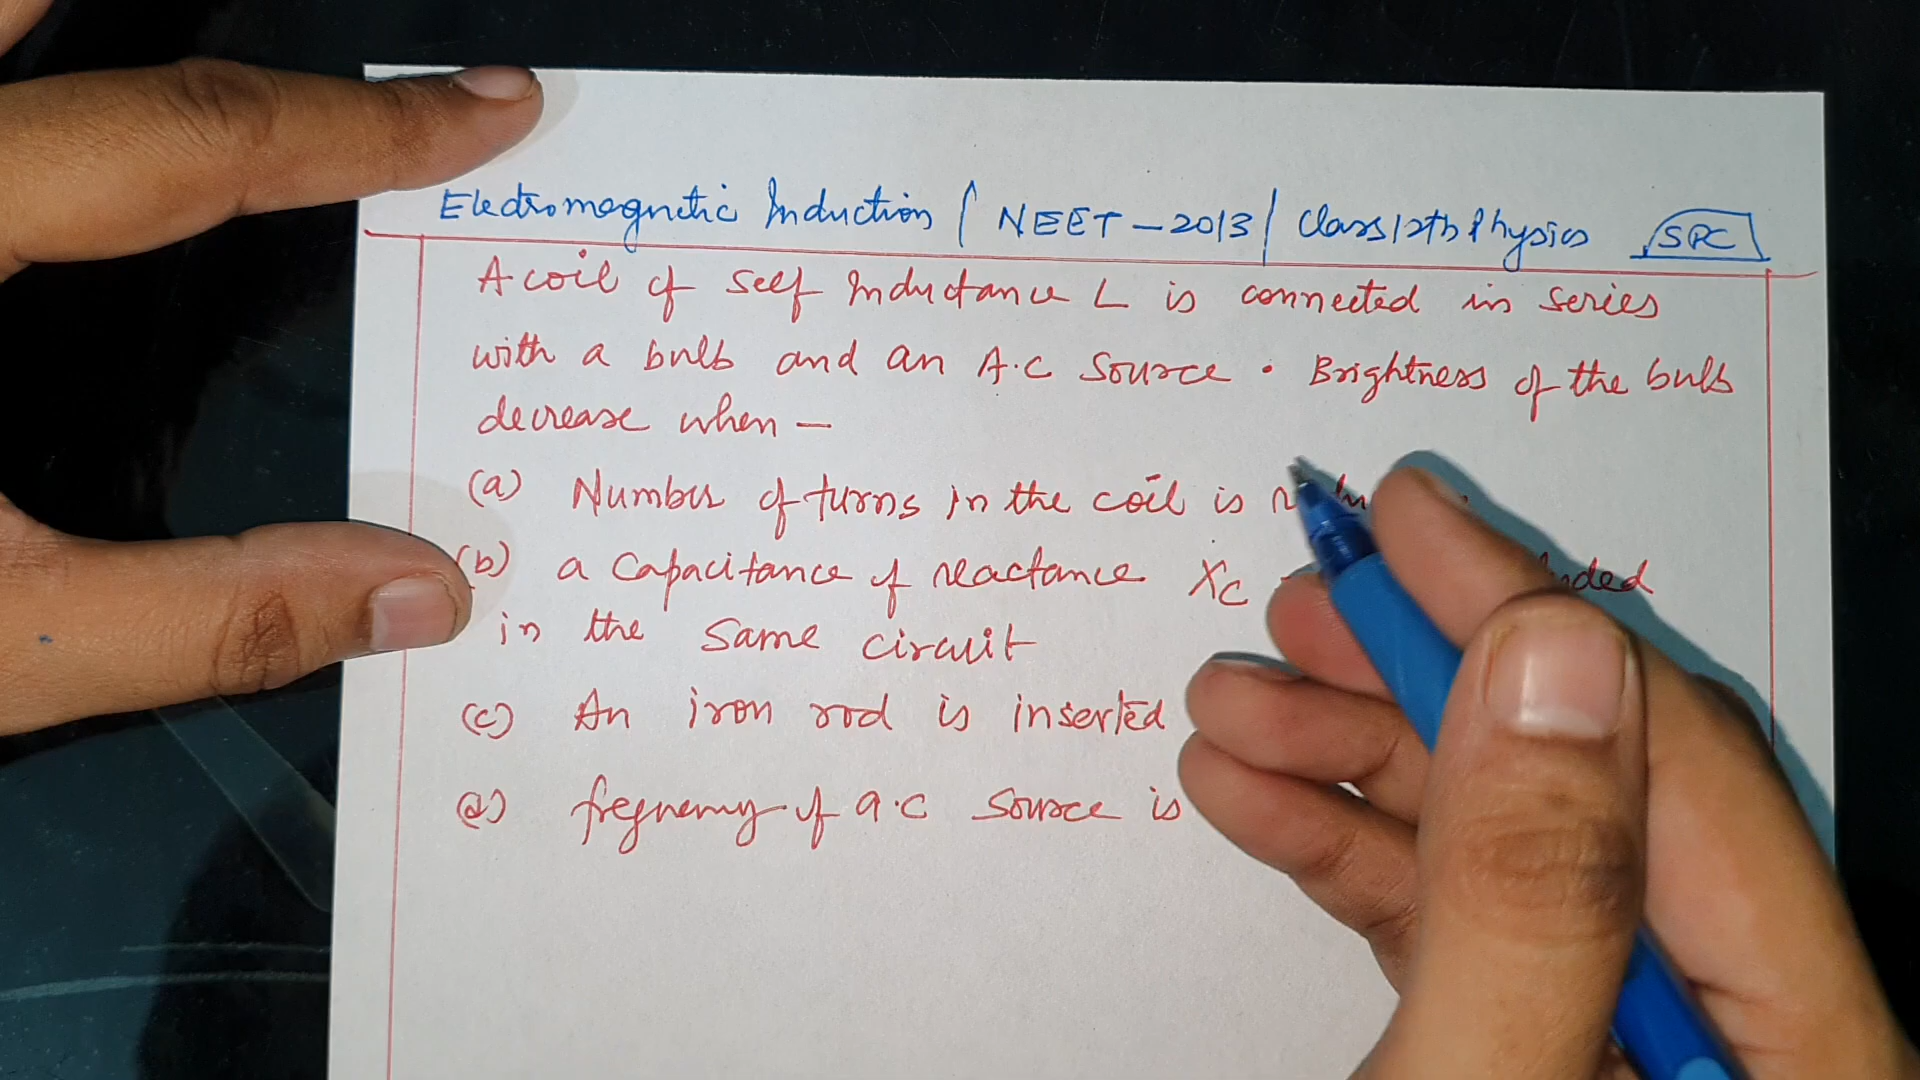 Electromagnetic Induction / NEET - 2013 / Class 12th Physics SPC
A coil of self Inductance L is connected in series
with a bulb and an A.C Source . Brightness of the bulb
decrease when —
(a) Number of turns in the coil is
(b) a Capacitance of reactance XC
in the same circuit
(c) An iron rod is inserted
(d) frequency of a.c source is